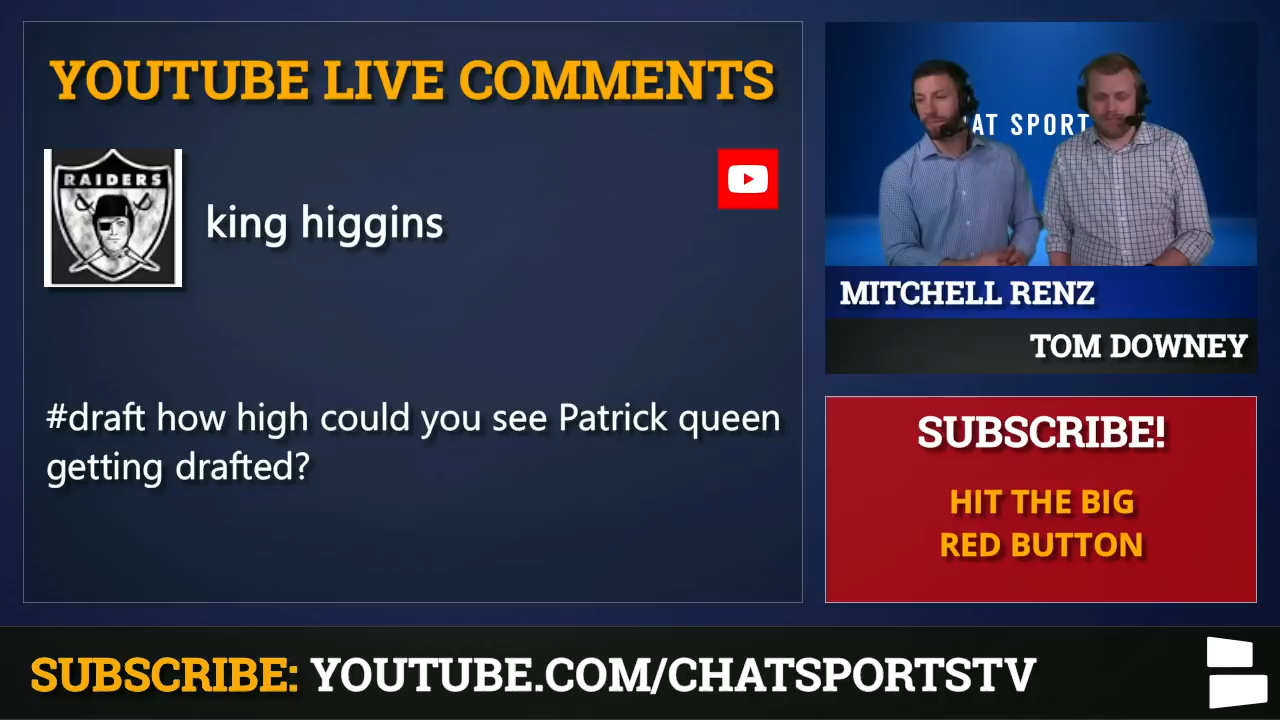 YOUTUBE LIVE COMMENTS
RAIDERS
king higgins
#draft how high could you see Patrick queen
getting drafted?
AT SPORT
MITCHELL RENZ
TOM DOWNEY
SUBSCRIBE!
HIT THE BIG
RED BUTTON
SUBSCRIBE: YOUTUBE.COM/CHATSPORTSTV